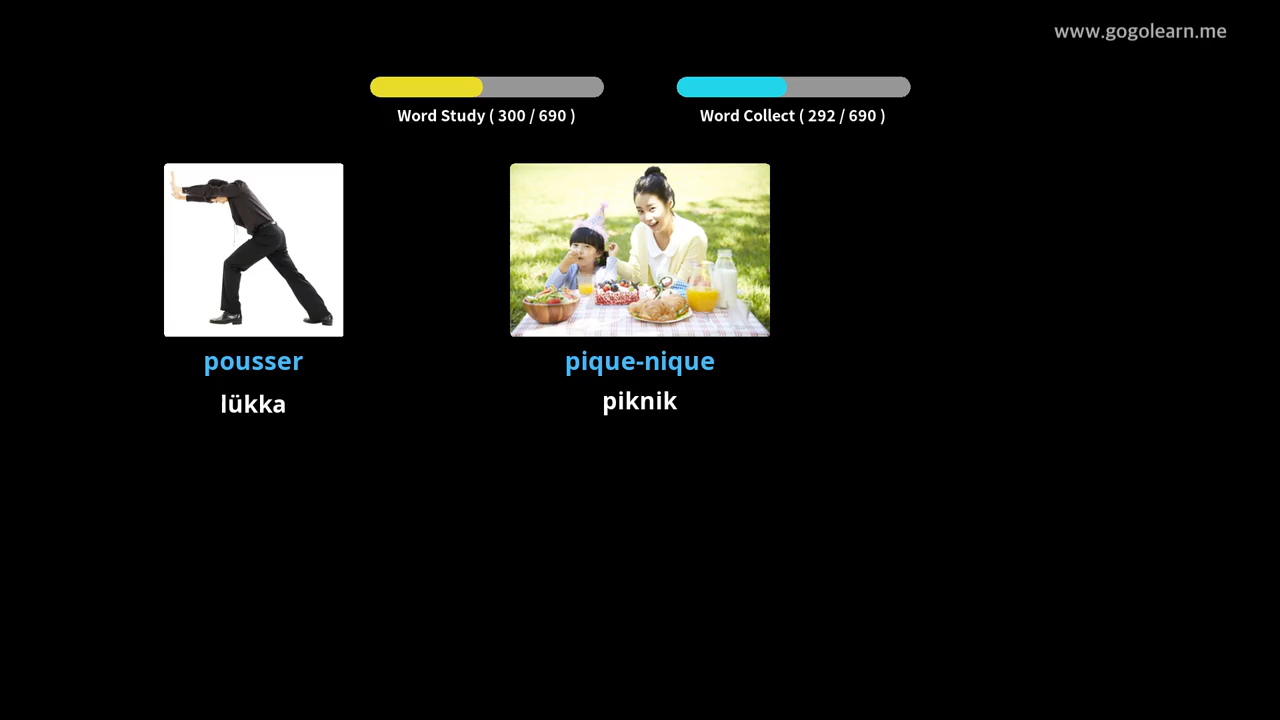 www.gogolearn.me
Word Study ( 300 / 690 )
Word Collect ( 292 / 690 )
pousser
lükka
pique-nique
piknik